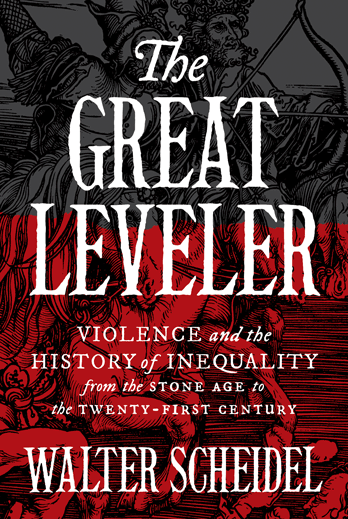 The
GREAT
LEVELER
VIOLENCE and the
HISTORY of INEQUALITY
from the STONE AGE to
the TWENTY-FIRST CENTURY
WALTER SCHEIDEL